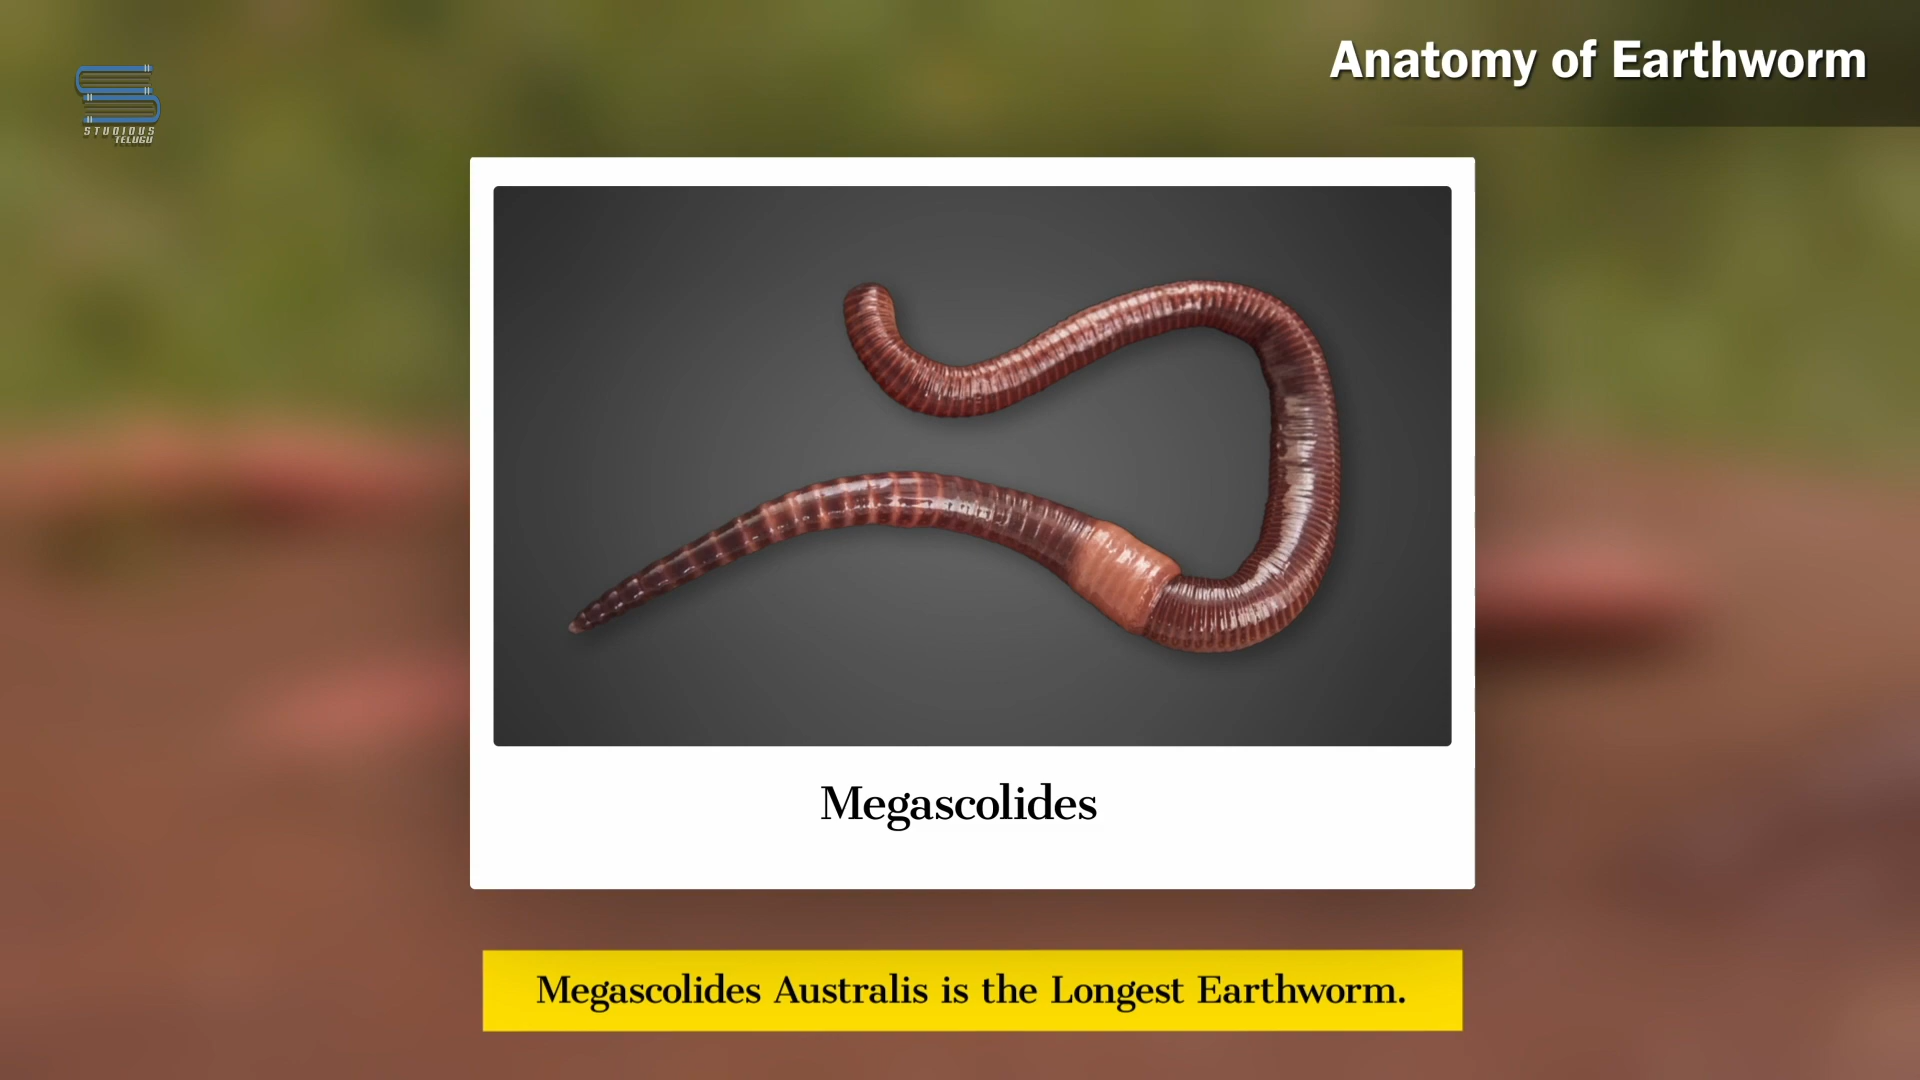 Anatomy of Earthworm
STUDIOUS
TELUGU
Megascolides
Megascolides Australis is the Longest Earthworm.